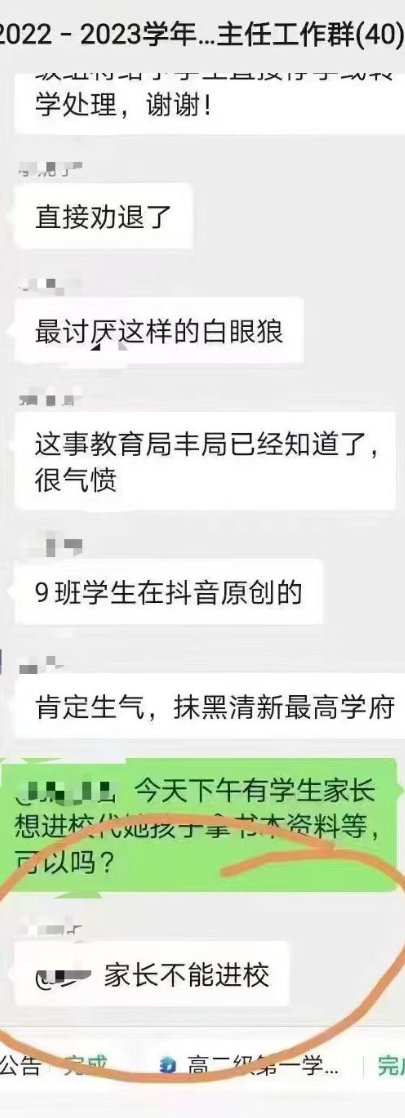 2022-2023学年...主任工作群(40)
学处理，谢谢！
直接劝退了
最讨厌这样的白眼狼
这事教育局丰局已经知道了，
很气愤
9班学生在抖音原创的
肯定生气，抹黑清新最高学府
今天下午有学生家长
想进校代她孩子拿书本资料等，
可以吗？
@ 家长不能进校
公告 完成 高二级第一学... 完